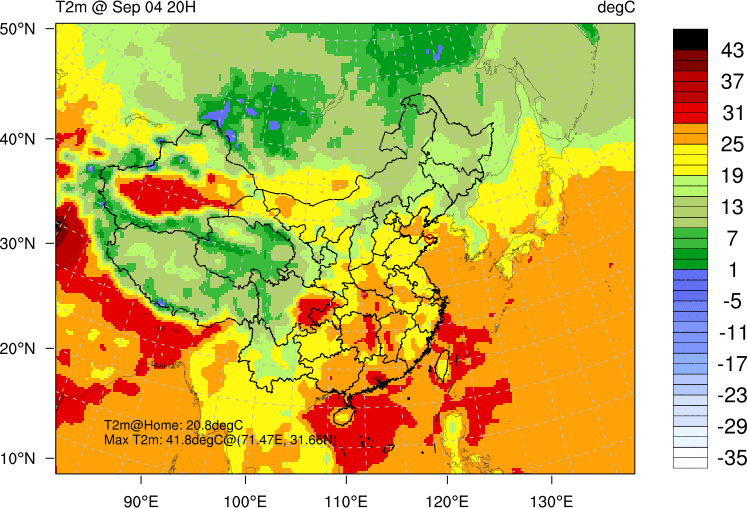 T2m @ Sep 04 20H degC
50°N
40°N
30°N
20°N
10°N
90°E 100°E 110°E 120°E 130°E
T2m@Home: 20.8degC
Max T2m: 41.8degC@(71.47E, 31.66N)
43
37
31
25
19
13
7
1
-5
-11
-17
-23
-29
-35